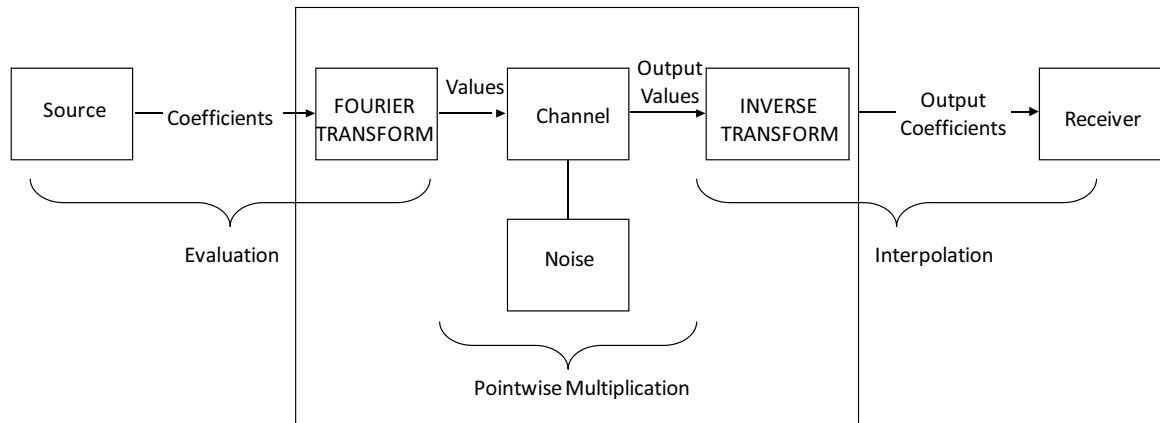 Source
Coefficients
FOURIER
TRANSFORM
Values
Channel
Output
Values
INVERSE
TRANSFORM
Output
Coefficients
Receiver
Evaluation
Noise
Interpolation
Pointwise Multiplication